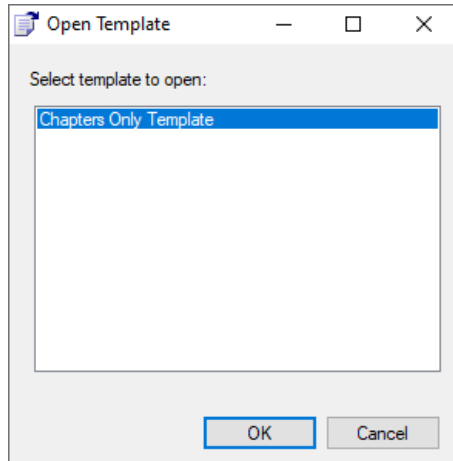 Open Template
Select template to open:
Chapters Only Template
OK
Cancel